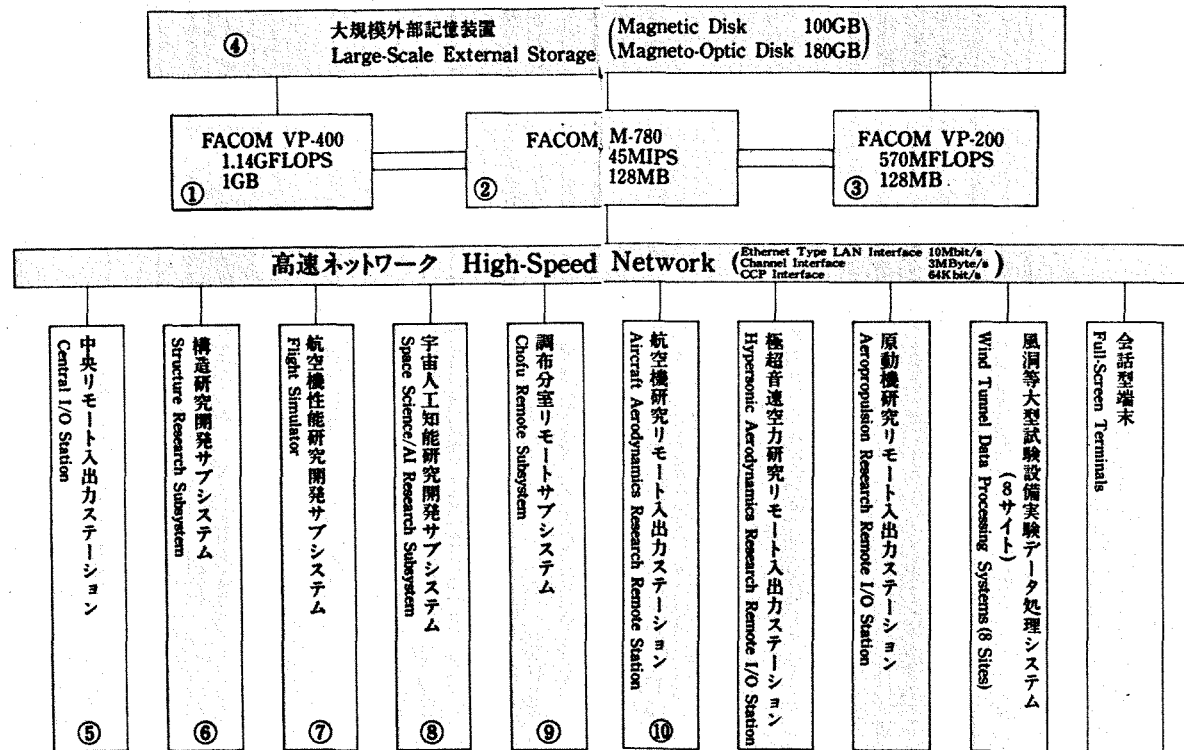 ④
大規模外部記憶装置
Large-Scale External Storage
(Magnetic Disk 100GB
Magneto-Optic Disk 180GB)
FACOM VP-400
1.14GFLOPS
1GB
①
FACOM M-780
45MIPS
128MB
②
FACOM VP-200
570MFLOPS
128MB
③
高速ネットワーク High-Speed Network
(Ethernet Type LAN Interface 10Mbit/s
Channel Interface 3MByte/s
CCP Interface 64Kbit/s)
中央リモート入出力ステーション
Central I/O Station
⑤
構造研究開発サブシステム
Structure Research Subsystem
⑥
航空機性能研究開発サブシステム
Flight Simulator
⑦
宇宙人工知能研究開発サブシステム
Space Science/AI Research Subsystem
⑧
調布分室リモートサブシステム
Chofu Remote Subsystem
⑨
航空機研究リモート入出力ステーション
Aircraft Aerodynamics Research Remote Station
⑩
極超音速空力研究リモート入出力ステーション
Hypersonic Aerodynamics Research Remote I/O Station
原動機研究リモート入出力ステーション
Aeropropulsion Research Remote I/O Station
風洞等大型試験設備実験データ処理システム
(8サイト)
Wind Tunnel Data Processing Systems (8 Sites)
会話型端末
Full-Screen Terminals